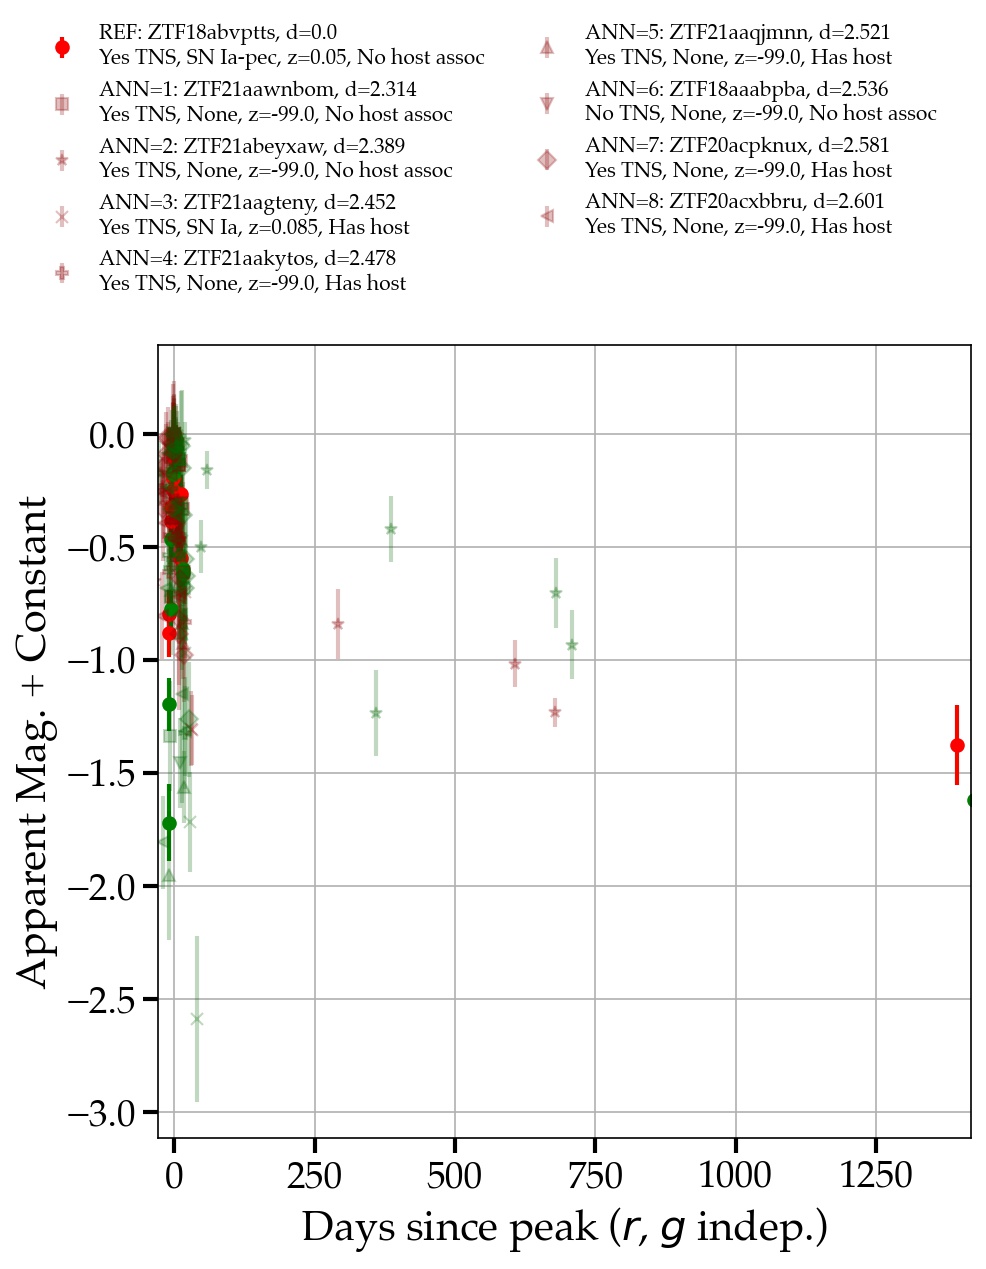 REF: ZTF18abvptts, d=0.0
Yes TNS, SN Ia-pec, z=0.05, No host assoc
ANN=1: ZTF21aawnbom, d=2.314
Yes TNS, None, z=-99.0, No host assoc
ANN=2: ZTF21abeyxaw, d=2.389
Yes TNS, None, z=-99.0, No host assoc
ANN=3: ZTF21aagteny, d=2.452
Yes TNS, SN Ia, z=0.085, Has host
ANN=4: ZTF21aakytos, d=2.478
Yes TNS, None, z=-99.0, Has host
ANN=5: ZTF21aaqjmnn, d=2.521
Yes TNS, None, z=-99.0, Has host
ANN=6: ZTF18aaabpba, d=2.536
No TNS, None, z=-99.0, No host assoc
ANN=7: ZTF20acpknux, d=2.581
Yes TNS, None, z=-99.0, Has host
ANN=8: ZTF20acxbbru, d=2.601
Yes TNS, None, z=-99.0, Has host
Apparent Mag. + Constant
0.0
−0.5
−1.0
−1.5
−2.0
−2.5
−3.0
0 250 500 750 1000 1250
Days since peak (r, g indep.)